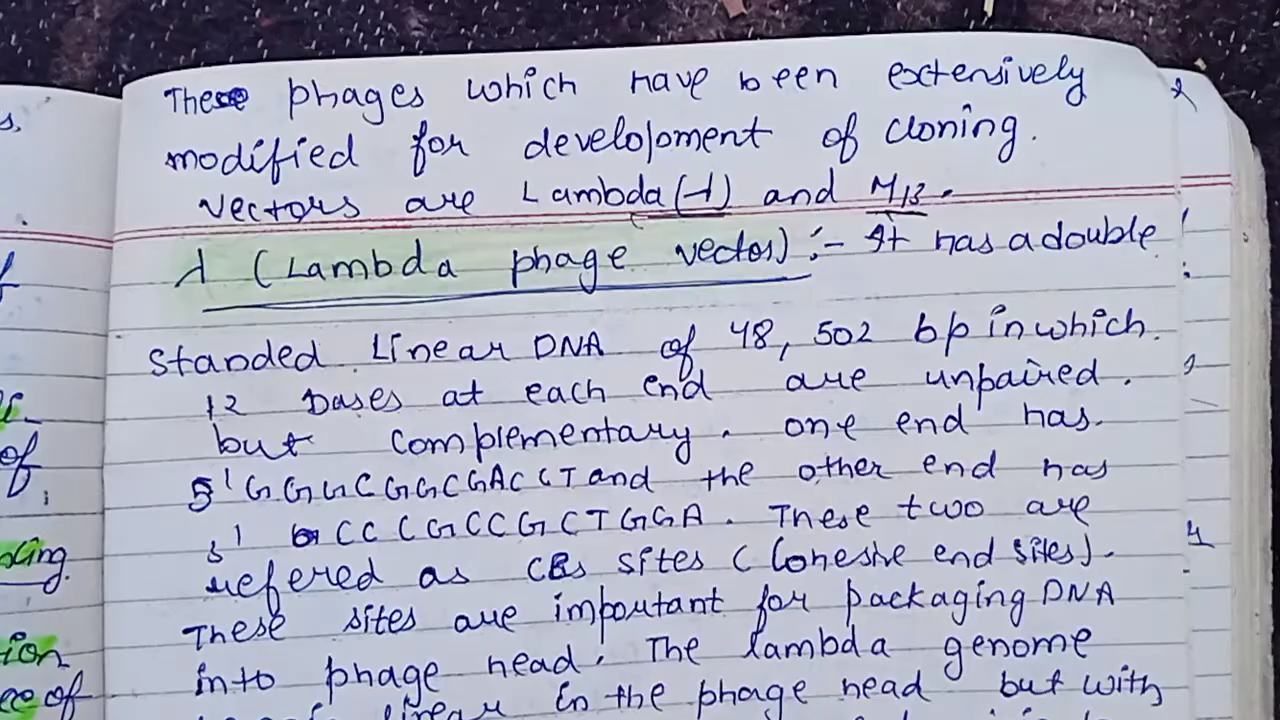 These phages which have been extensively
modified for development of cloning.
vectors are Lambda (λ) and M13.
λ (Lambda phage vector) :- It has a double
Standed Linear DNA of 48,502 bp in which.
12 bases at each end are unpaired.
but complementary. one end has.
5' GGGCGGCGACCT and the other end has
5' CCCGCCGCTGGA. These two are
refered as cos sites (Cohesive end sites).
These sites are important for packaging DNA
into phage head. The lambda genome
linear in the phage head but with